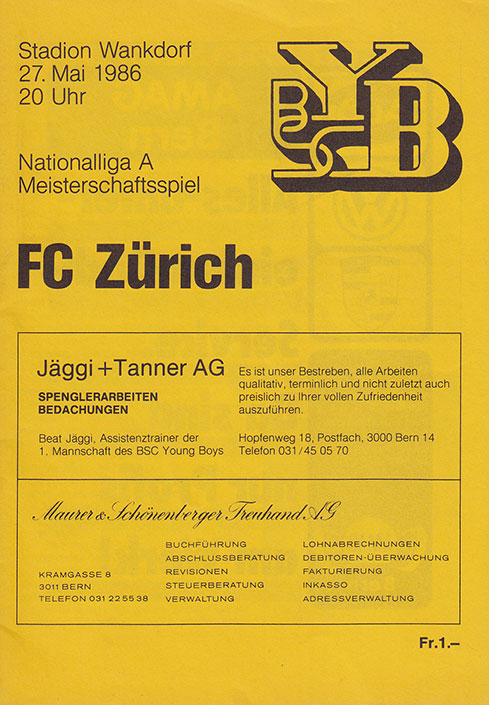 Stadion Wankdorf
27. Mai 1986
20 Uhr
BSC YB
Nationalliga A
Meisterschaftsspiel
FC Zürich
Jäggi+Tanner AG
SPENGLERARBEITEN
BEDACHUNGEN
Beat Jäggi, Assistenztrainer der
1. Mannschaft des BSC Young Boys
Es ist unser Bestreben, alle Arbeiten
qualitativ, terminlich und nicht zuletzt auch
preislich zu Ihrer vollen Zufriedenheit
auszuführen.
Hopfenweg 18, Postfach, 3000 Bern 14
Telefon 031/45 05 70
Maurer & Schönenberger Treuhand AG
KRAMGASSE 8
3011 BERN
TELEFON 031 22 55 38
BUCHFÜHRUNG
ABSCHLUSSBERATUNG
REVISIONEN
STEUERBERATUNG
VERWALTUNG
LOHNABRECHNUNGEN
DEBITOREN-ÜBERWACHUNG
FAKTURIERUNG
INKASSO
ADRESSVERWALTUNG
Fr.1.–